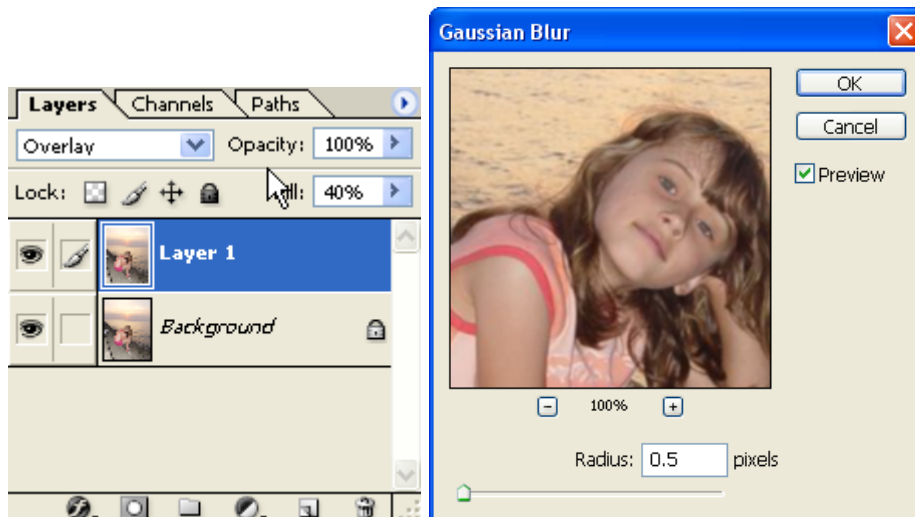 Layers Channels Paths
Overlay Opacity: 100%
Lock: 40%
Layer 1
Background
Gaussian Blur
OK
Cancel
Preview
100%
Radius: 0.5 pixels